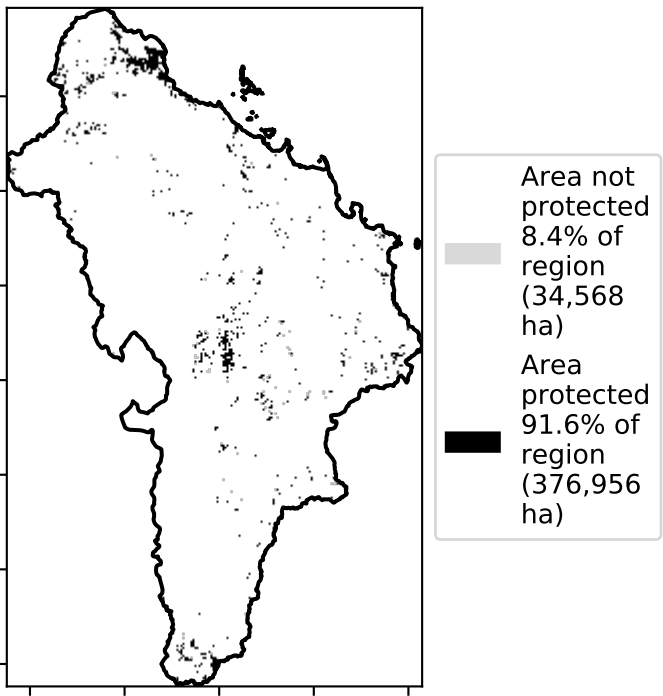 Area not
protected
8.4% of
region
(34,568
ha)
Area
protected
91.6% of
region
(376,956
ha)